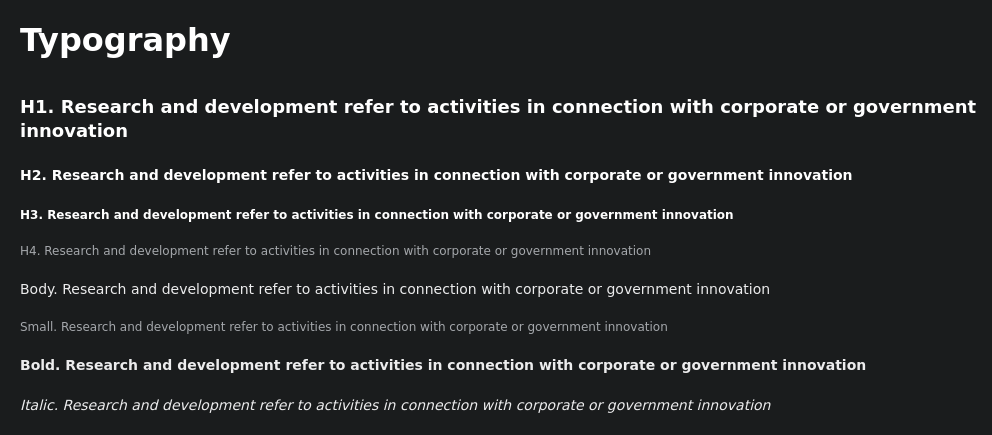 Typography
H1. Research and development refer to activities in connection with corporate or government
innovation
H2. Research and development refer to activities in connection with corporate or government innovation
H3. Research and development refer to activities in connection with corporate or government innovation
H4. Research and development refer to activities in connection with corporate or government innovation
Body. Research and development refer to activities in connection with corporate or government innovation
Small. Research and development refer to activities in connection with corporate or government innovation
Bold. Research and development refer to activities in connection with corporate or government innovation
Italic. Research and development refer to activities in connection with corporate or government innovation